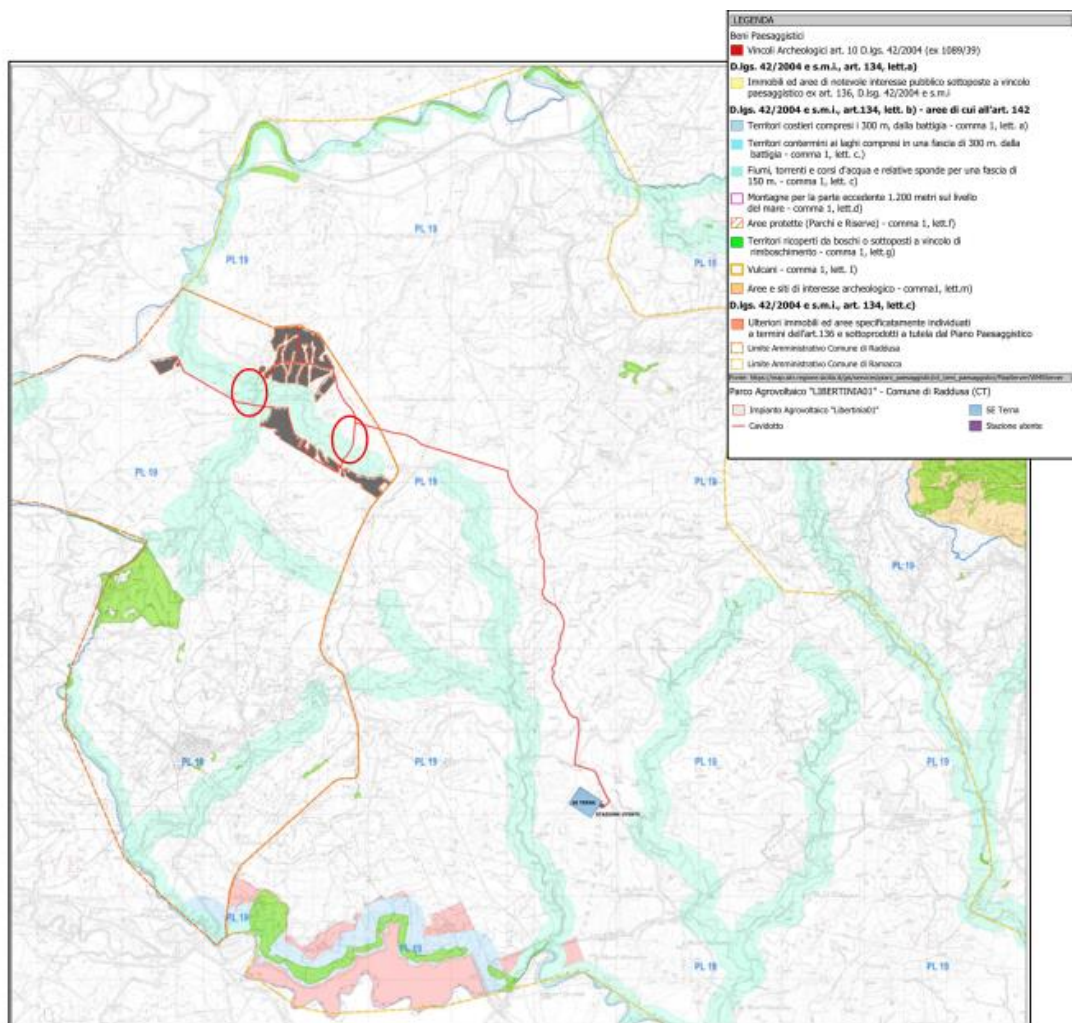 LEGENDA
Beni Paesaggistici
Vincoli Archeologici art. 10 D.lgs. 42/2004 (ex 1089/39)
D.lgs. 42/2004 e s.m.i., art. 134, lett.a)
Immobili ed aree di notevole interesse pubblico sottoposte a vincolo
paesaggistico ex art. 136, D.lsg. 42/2004 e s.m.i
D.lgs. 42/2004 e s.m.i., art.134, lett. b) - aree di cui all'art. 142
Territori costieri compresi i 300 m, dalla battigia - comma 1, lett. a)
Territori contermini ai laghi compresi in una fascia di 300 m. dalla
battigia - comma 1, lett. c.)
Fiumi, torrenti e corsi d'acqua e relative sponde per una fascia di
150 m. - comma 1, lett. c)
Montagne per la parte eccedente 1.200 metri sul livello
del mare - comma 1, lett.d)
Aree protette (Parchi e Riserve) - comma 1, lett.f)
Territori ricoperti da boschi o sottoposti a vincolo di
rimboschimento - comma 1, lett.g)
Vulcani - comma 1, lett. I)
Aree e siti di interesse archeologico - comma1, lett.m)
D.lgs. 42/2004 e s.m.i., art. 134, lett.c)
Ulteriori immobili ed aree specificatamente individuati
a termini dell'art.136 e sottoprodotti a tutela dal Piano Paesaggistico
Limite Amministrativo Comune di Raddusa
Limite Amministrativo Comune di Ramacca
Parco Agrovoltaico "LIBERTINIA01" - Comune di Raddusa (CT)
Impianto Agrovoltaico "Libertinia01"
SE Terna
Cavidotto
Stazione utente
PL 19
PL 19
PL 18
PL 19
PL 19
PL 19
PL 19
PL 18
PL 19
PL 19
PL 19
SE TERNA
STAZIONE UTENTE
PL 19
PL 18
PL 19